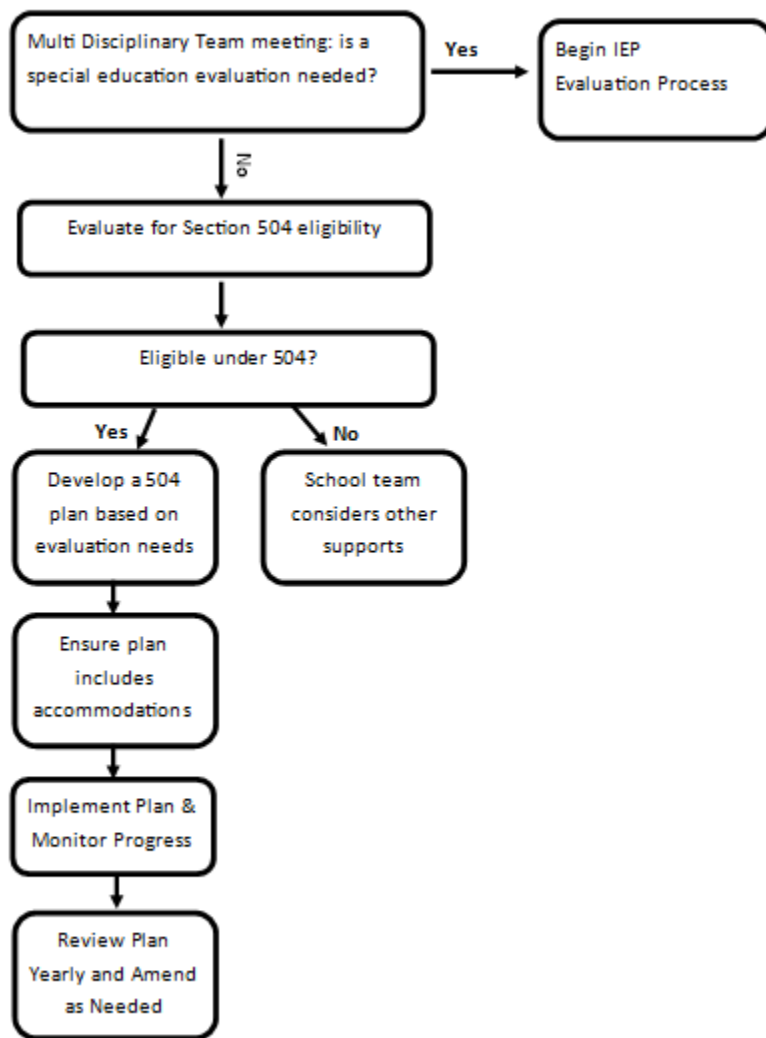 Multi Disciplinary Team meeting: is a
special education evaluation needed?
Yes
Begin IEP
Evaluation Process
No
Evaluate for Section 504 eligibility
Eligible under 504?
Yes
No
Develop a 504
plan based on
evaluation needs
School team
considers other
supports
Ensure plan
includes
accommodations
Implement Plan &
Monitor Progress
Review Plan
Yearly and Amend
as Needed